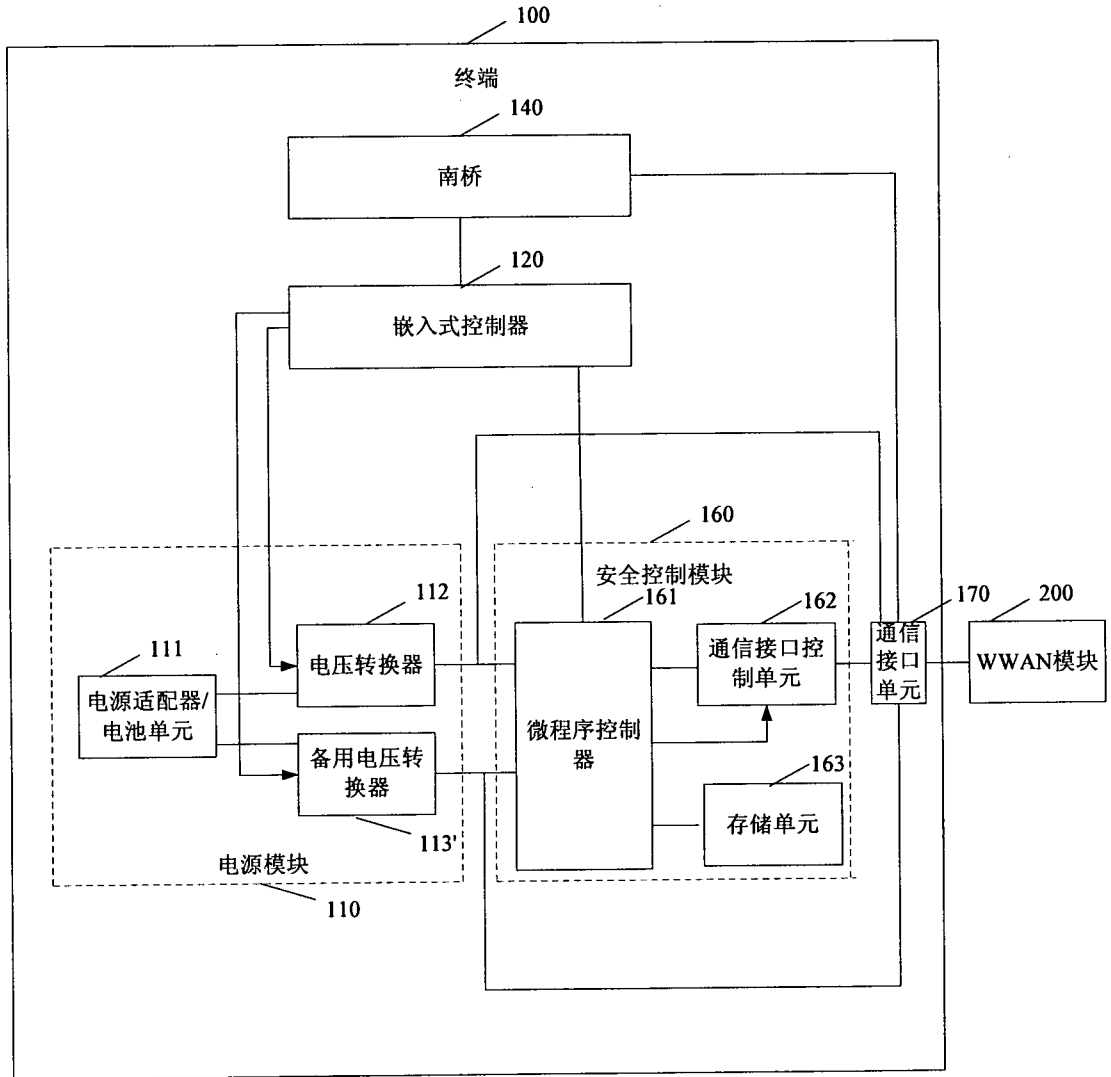 100
终端
140
南桥
120
嵌入式控制器
160
安全控制模块
112
161
162
170
200
111
电压转换器
通信接口控
制单元
通信
接口
单元
WWAN模块
电源适配器/
电池单元
微程序控制
器
备用电压转
换器
163
存储单元
113'
电源模块
110